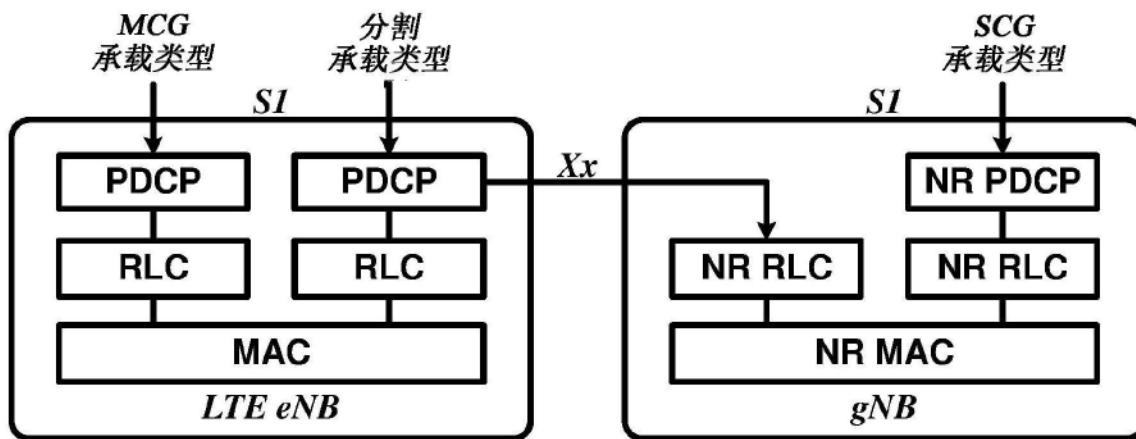 MCG
承载类型
分割
承载类型
SCG
承载类型
S1
S1
PDCP
PDCP
Xx
NR PDCP
RLC
RLC
NR RLC
NR RLC
MAC
NR MAC
LTE eNB
gNB